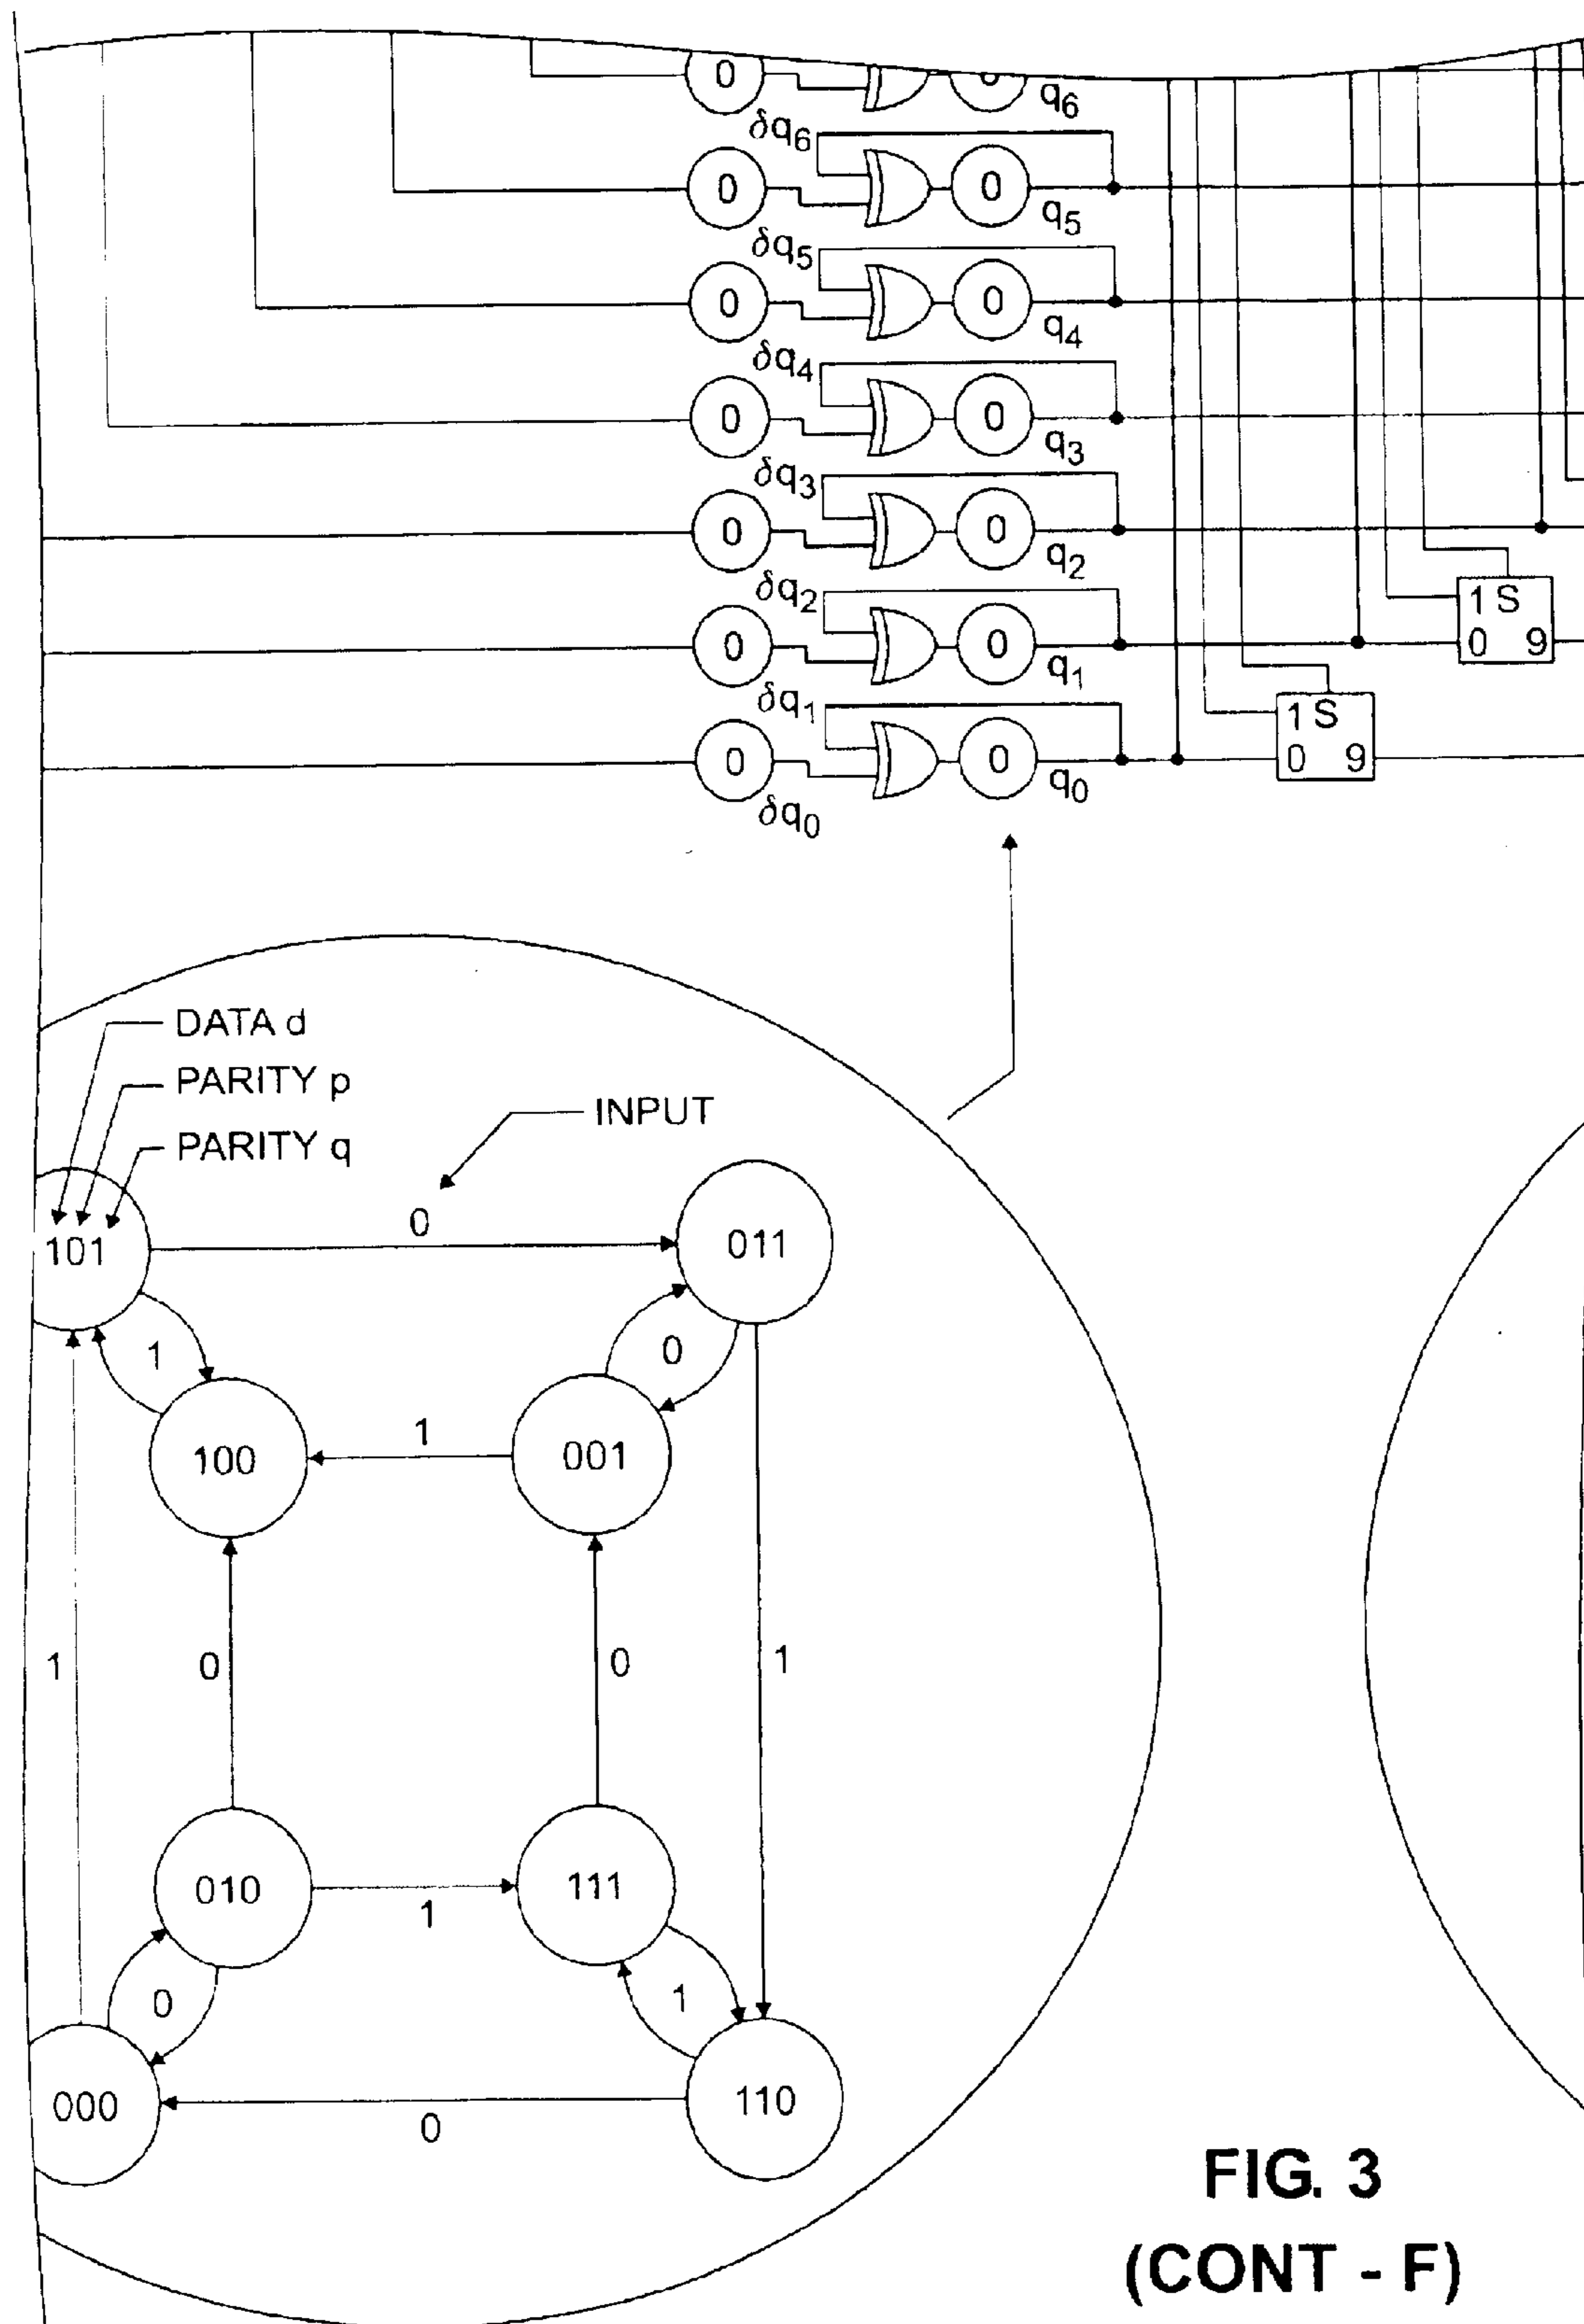 0 0 q6
δq6
0 0 q5
δq5
0 0 q4
δq4
0 0 q3
δq3
0 0 q2
δq2
1 S
0 9
0 0 q1
δq1
1 S
0 9
0 0 q0
δq0
DATA d
PARITY p
PARITY q
INPUT
101
0
011
1
0
100
1
001
1
0
0
1
010
1
111
0
1
000
0
110
FIG. 3
(CONT - F)